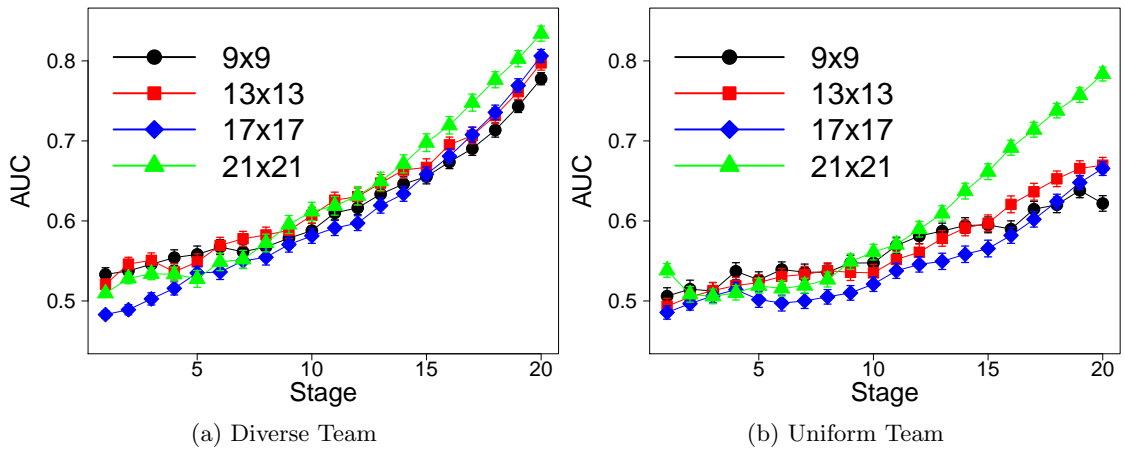 AUC
0.8
0.7
0.6
0.5
9x9
13x13
17x17
21x21
5
10
15
20
Stage
(a) Diverse Team
AUC
0.8
0.7
0.6
0.5
9x9
13x13
17x17
21x21
5
10
15
20
Stage
(b) Uniform Team